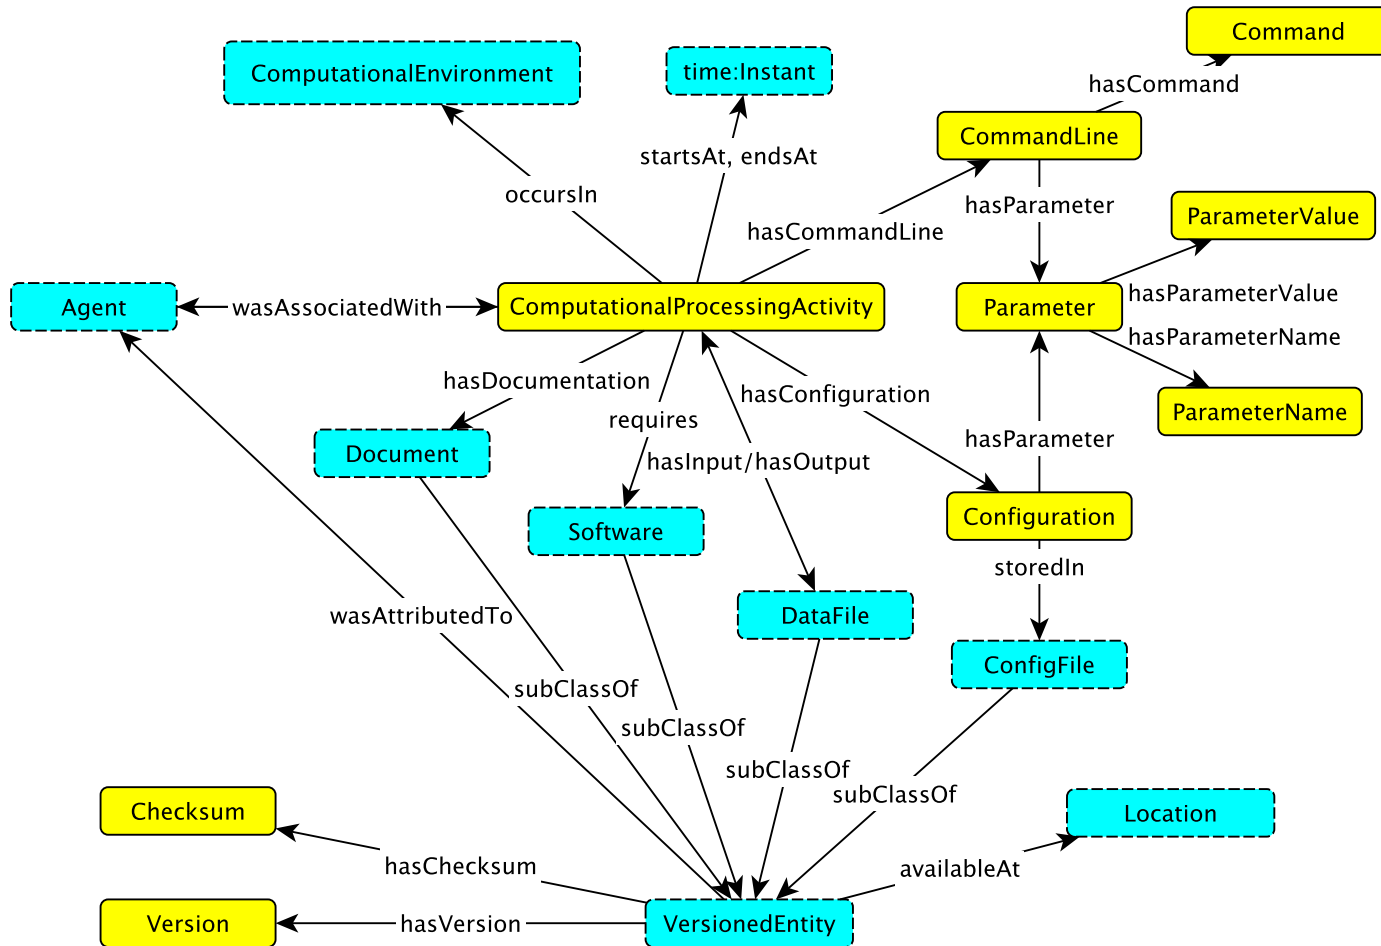 Command
ComputationalEnvironment
time:Instant
hasCommand
CommandLine
startsAt, endsAt
occursIn
hasParameter
ParameterValue
hasCommandLine
Agent
wasAssociatedWith
ComputationalProcessingActivity
Parameter
hasParameterValue
hasParameterName
hasDocumentation
hasConfiguration
ParameterName
requires
hasParameter
Document
hasInput/hasOutput
Configuration
Software
storedIn
wasAttributedTo
DataFile
ConfigFile
subClassOf
subClassOf
subClassOf
subClassOf
Checksum
Location
hasChecksum
availableAt
Version
hasVersion
VersionedEntity